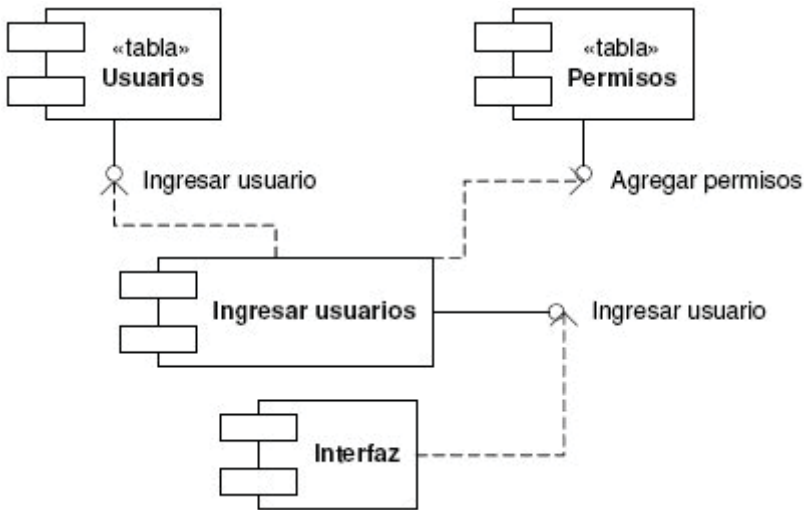 «tabla»
Usuarios
«tabla»
Permisos
Ingresar usuario
Agregar permisos
Ingresar usuarios
Ingresar usuario
Interfaz